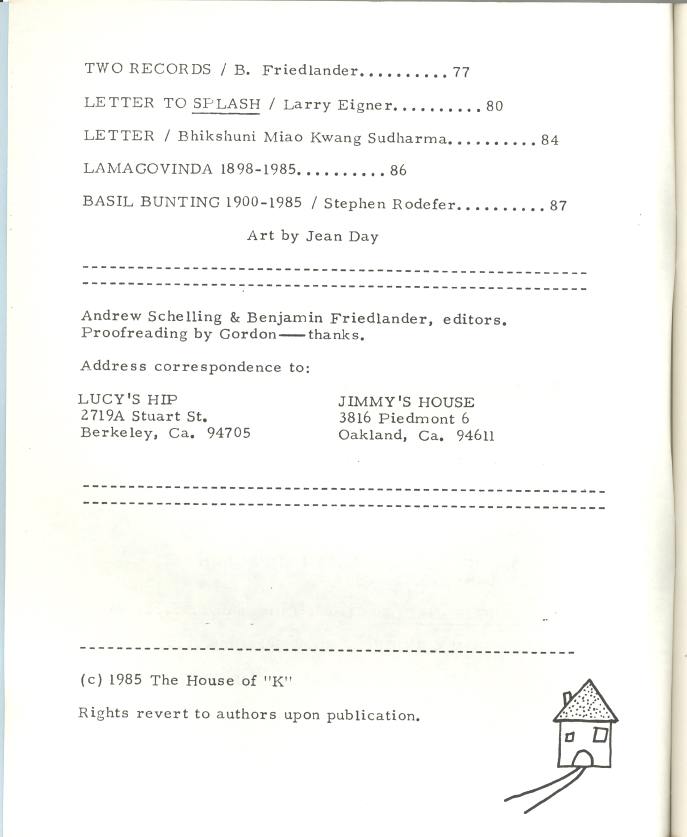 TWO RECORDS / B. Friedlander..........77
LETTER TO SPLASH / Larry Eigner..........80
LETTER / Bhikshuni Miao Kwang Sudharma..........84
LAMAGOVINDA 1898-1985..........86
BASIL BUNTING 1900-1985 / Stephen Rodefer..........87
Art by Jean Day
Andrew Schelling & Benjamin Friedlander, editors.
Proofreading by Gordon——thanks.
Address correspondence to:
LUCY'S HIP
2719A Stuart St.
Berkeley, Ca. 94705
JIMMY'S HOUSE
3816 Piedmont 6
Oakland, Ca. 94611
(c) 1985 The House of "K"
Rights revert to authors upon publication.